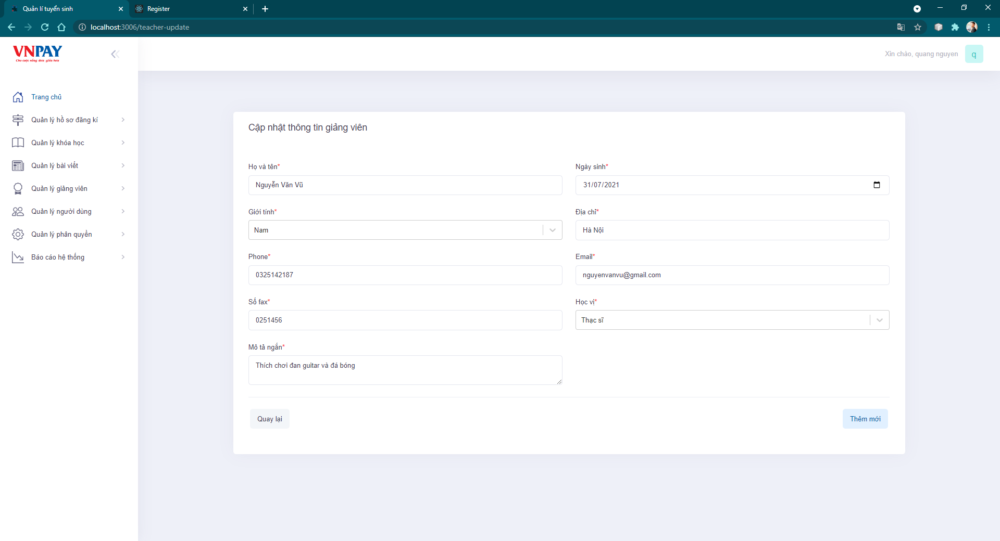 Quản lí tuyển sinh
Register
localhost:3006/teacher-update
VNPAY
Cho cuộc sống đơn giản hơn
Xin chào, quang nguyen
q
Trang chủ
Quản lý hồ sơ đăng kí
Quản lý khóa học
Quản lý bài viết
Quản lý giảng viên
Quản lý người dùng
Quản lý phân quyền
Báo cáo hệ thống
Cập nhật thông tin giảng viên
Họ và tên*
Nguyễn Văn Vũ
Ngày sinh*
31/07/2021
Giới tính*
Nam
Địa chỉ*
Hà Nội
Phone*
0325142187
Email*
nguyenvanvu@gmail.com
Số fax*
0251456
Học vị*
Thạc sĩ
Mô tả ngắn*
Thích chơi đan guitar và đá bóng
Quay lại
Thêm mới